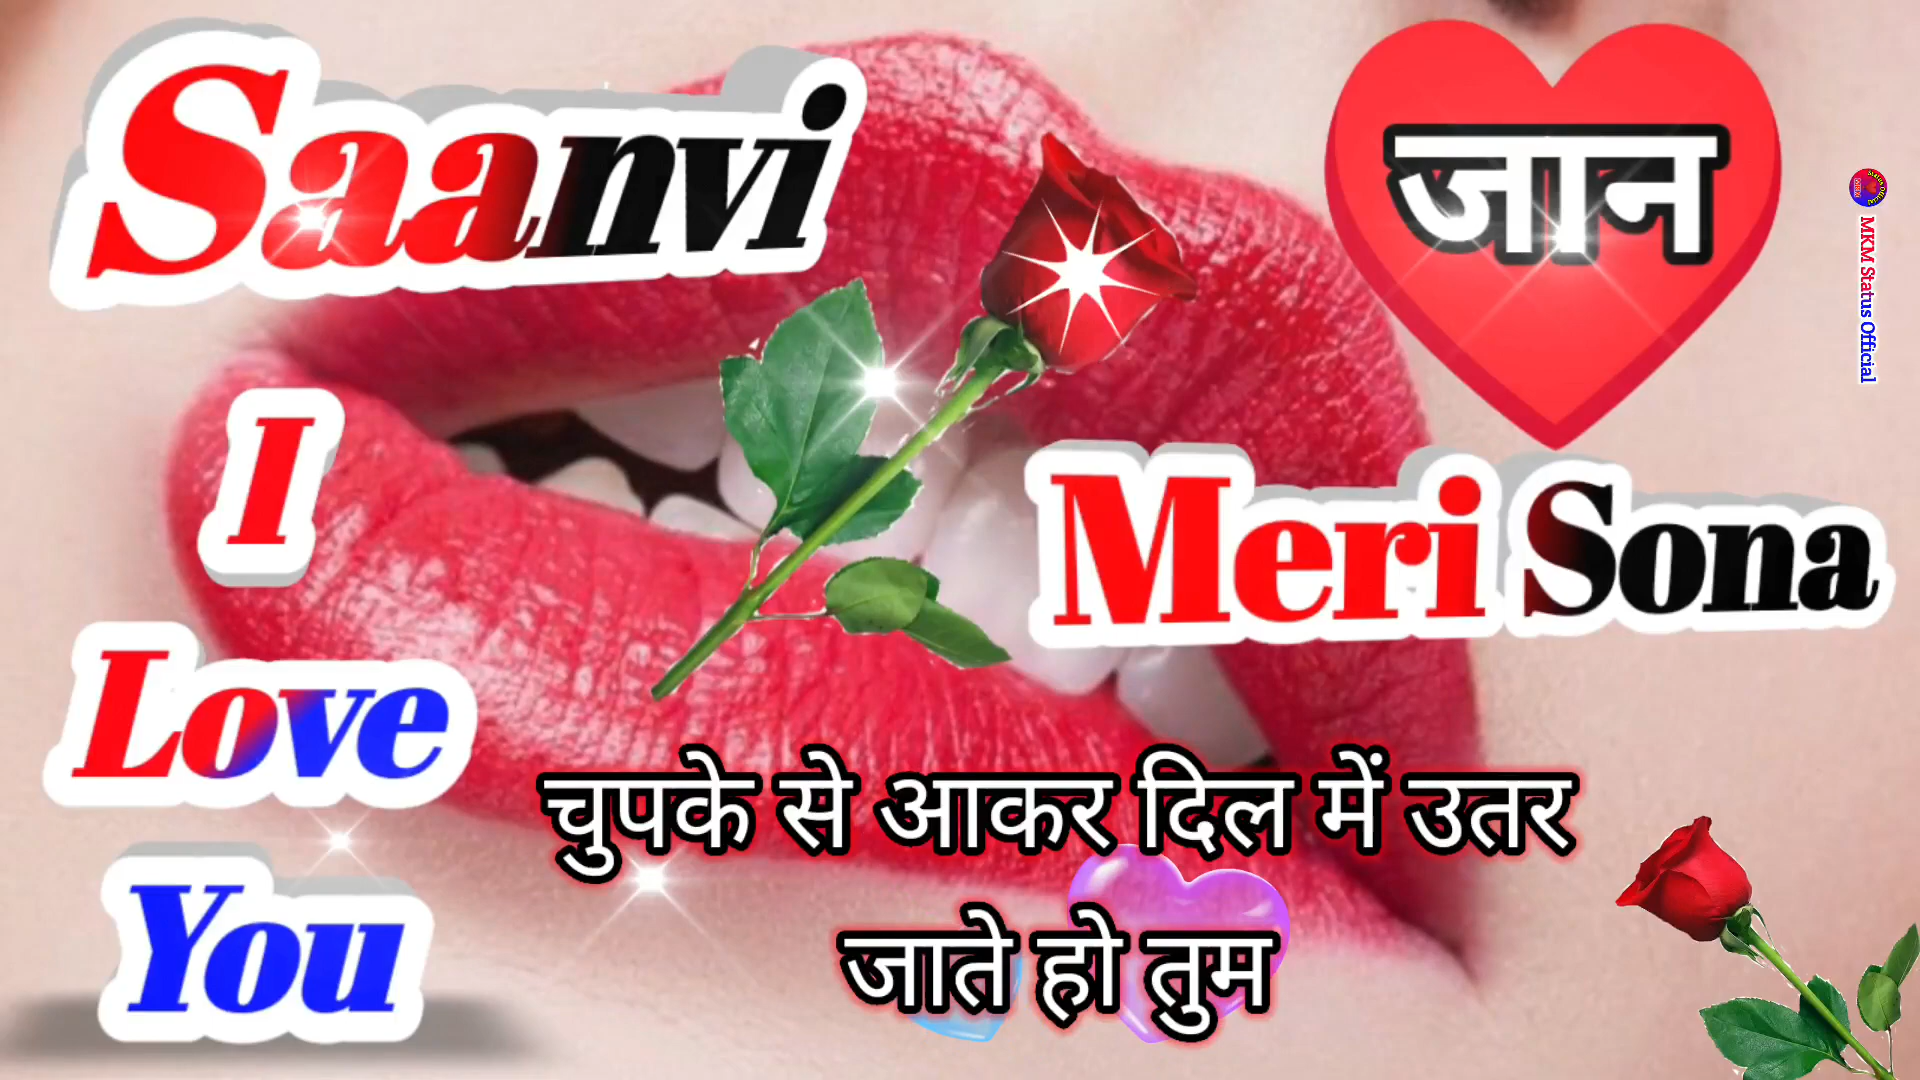 Saanvi
जान
I
Meri Sona
Love
You
चुपके से आकर दिल में उतर
जाते हो तुम
MKM Status Official